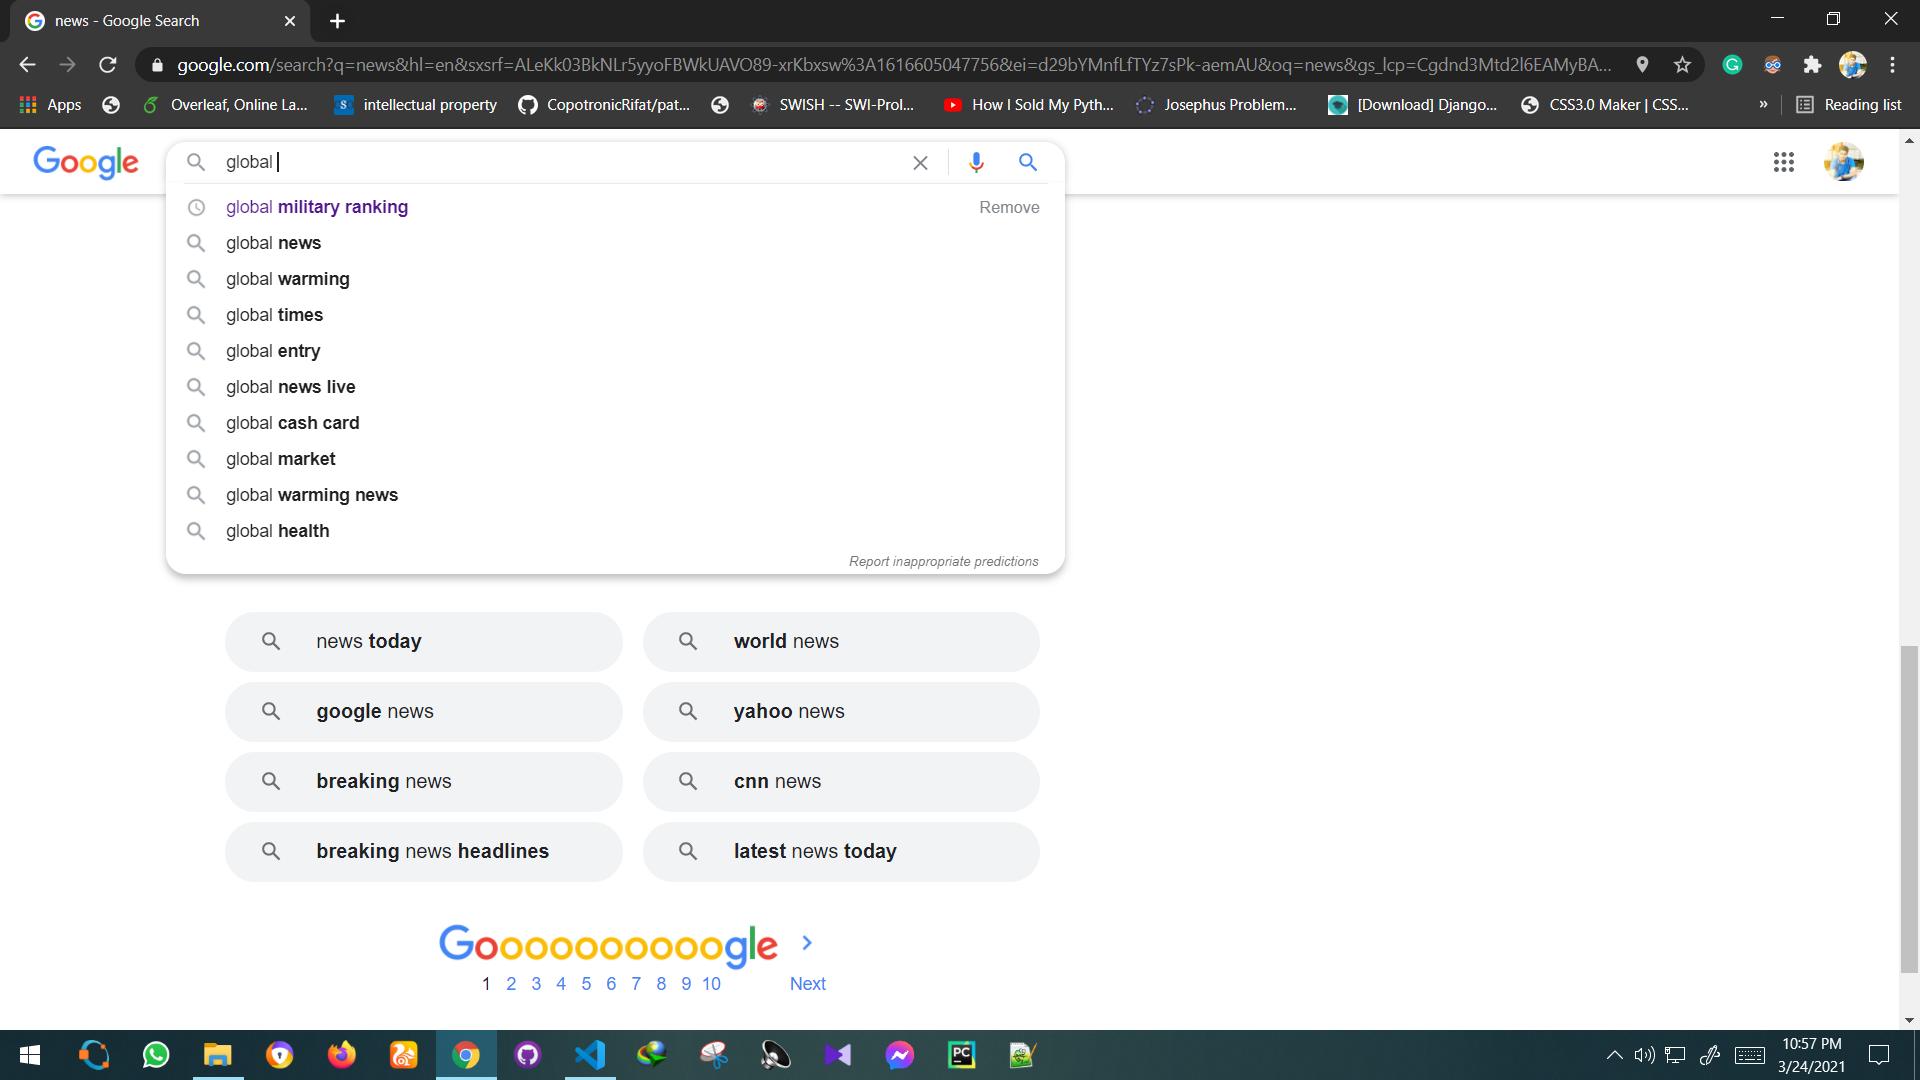 news - Google Search
google.com/search?q=news&hl=en&sxsrf=ALeKk03BkNLr5yyoFBWkUAVO89-xrKbxsw%3A1616605047756&ei=d29bYMnfLfTYz7sPk-aemAU&oq=news&gs_lcp=Cgdnd3Mtd2l6EAMyBA...
Apps Overleaf, Online La... intellectual property CopotronicRifat/pat... SWISH -- SWI-Prol... How I Sold My Pyth... Josephus Problem... [Download] Django... CSS3.0 Maker | CSS... » Reading list
Google global
global military ranking Remove
global news
global warming
global times
global entry
global news live
global cash card
global market
global warming news
global health
Report inappropriate predictions
news today world news
google news yahoo news
breaking news cnn news
breaking news headlines latest news today
Goooooooooogle >
1 2 3 4 5 6 7 8 9 10 Next
10:57 PM
3/24/2021